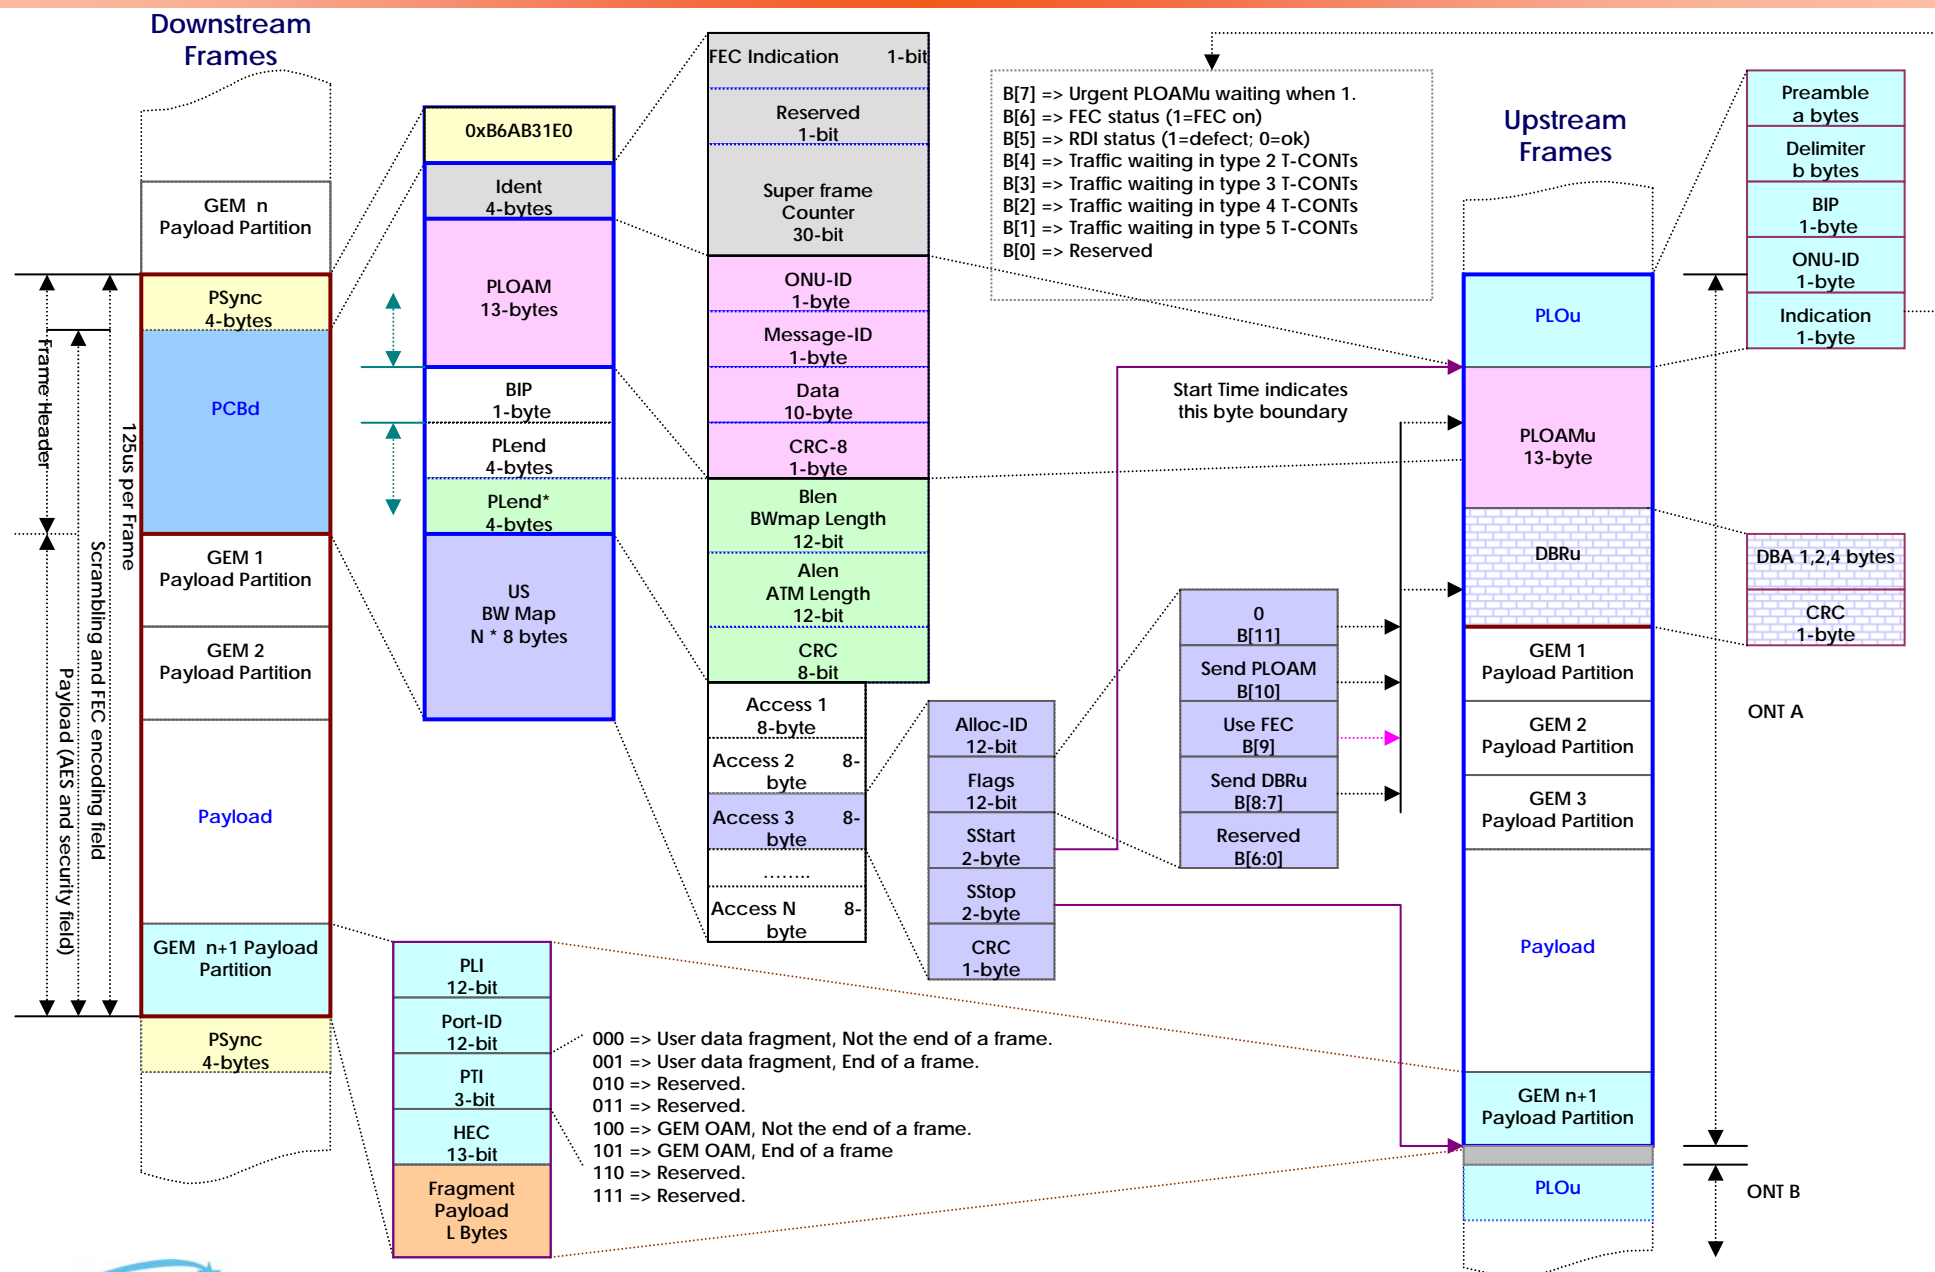 Downstream
Frames
GEM n
Payload Partition
PSync
4-bytes
PCBd
GEM 1
Payload Partition
GEM 2
Payload Partition
Payload
GEM n+1 Payload
Partition
PSync
4-bytes
Frame Header
125us per Frame
Scrambling and FEC encoding field
Payload (AES and security field)
0xB6AB31E0
Ident
4-bytes
PLOAM
13-bytes
BIP
1-byte
PLend
4-bytes
PLend*
4-bytes
US
BW Map
N * 8 bytes
FEC Indication 1-bit
Reserved
1-bit
Super frame
Counter
30-bit
ONU-ID
1-byte
Message-ID
1-byte
Data
10-byte
CRC-8
1-byte
Blen
BWmap Length
12-bit
Alen
ATM Length
12-bit
CRC
8-bit
Access 1
8-byte
Access 2 8-
byte
Access 3 8-
byte
........
Access N 8-
byte
Alloc-ID
12-bit
Flags
12-bit
SStart
2-byte
SStop
2-byte
CRC
1-byte
0
B[11]
Send PLOAM
B[10]
Use FEC
B[9]
Send DBRu
B[8:7]
Reserved
B[6:0]
PLI
12-bit
Port-ID
12-bit
PTI
3-bit
HEC
13-bit
Fragment
Payload
L Bytes
000 => User data fragment, Not the end of a frame.
001 => User data fragment, End of a frame.
010 => Reserved.
011 => Reserved.
100 => GEM OAM, Not the end of a frame.
101 => GEM OAM, End of a frame
110 => Reserved.
111 => Reserved.
B[7] => Urgent PLOAMu waiting when 1.
B[6] => FEC status (1=FEC on)
B[5] => RDI status (1=defect; 0=ok)
B[4] => Traffic waiting in type 2 T-CONTs
B[3] => Traffic waiting in type 3 T-CONTs
B[2] => Traffic waiting in type 4 T-CONTs
B[1] => Traffic waiting in type 5 T-CONTs
B[0] => Reserved
Start Time indicates
this byte boundary
Upstream
Frames
PLOu
PLOAMu
13-byte
DBRu
GEM 1
Payload Partition
GEM 2
Payload Partition
GEM 3
Payload Partition
Payload
GEM n+1
Payload Partition
PLOu
Preamble
a bytes
Delimiter
b bytes
BIP
1-byte
ONU-ID
1-byte
Indication
1-byte
DBA 1,2,4 bytes
CRC
1-byte
ONT A
ONT B